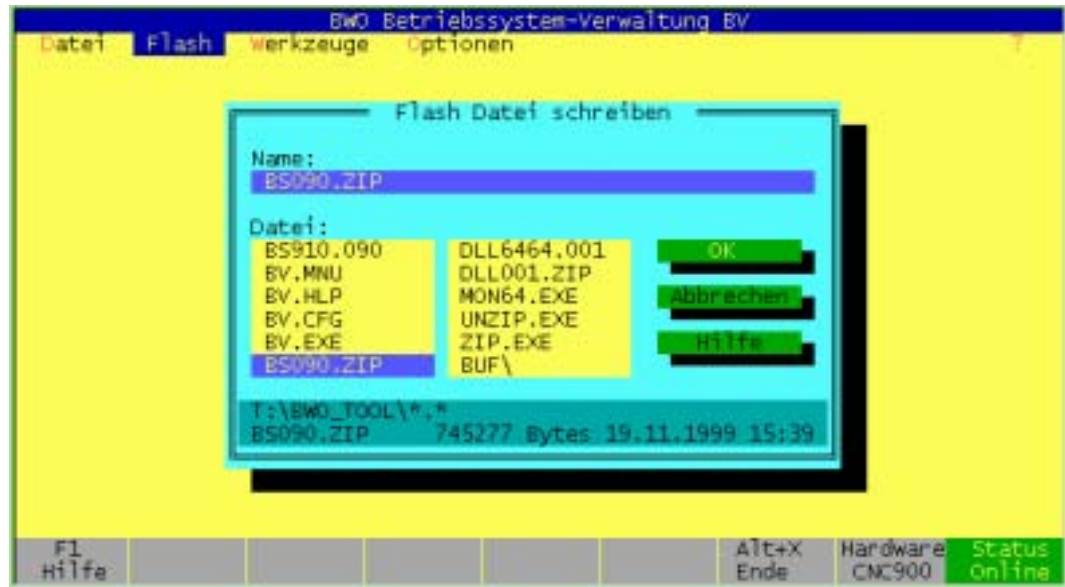 BWO Betriebssystem-Verwaltung BV
Datei Flash Werkzeuge Optionen ?
Flash Datei schreiben
Name:
BS090.ZIP
Datei:
BS910.090 DLL6464.001 OK
BV.MNU DLL001.ZIP
BV.HLP MON64.EXE Abbrechen
BV.CFG UNZIP.EXE
BV.EXE ZIP.EXE Hilfe
BS090.ZIP BUF\
T:\BWO_TOOL\*.*
BS090.ZIP 745277 Bytes 19.11.1999 15:39
F1 Alt+X Hardware Status
Hilfe Ende CNC900 Online